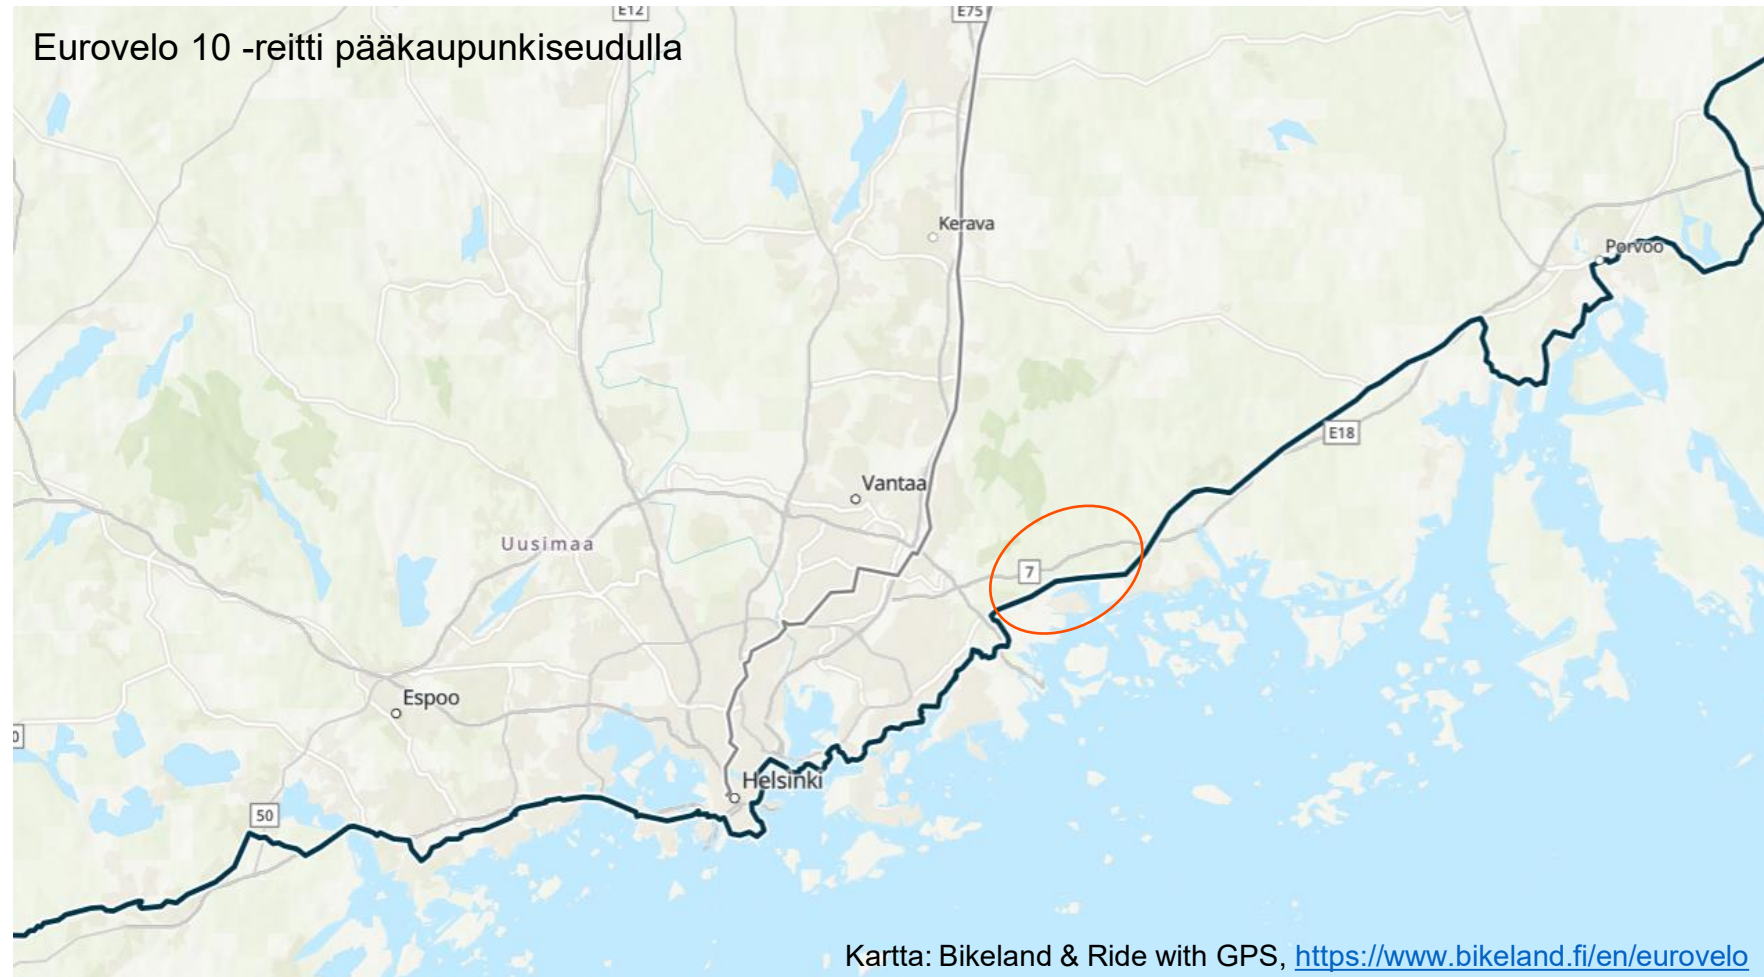 E12
E75
Eurovelo 10 -reitti pääkaupunkiseudulla
Kerava
Porvoo
E18
Vantaa
Uusimaa
7
Espoo
Helsinki
50
Kartta: Bikeland & Ride with GPS, https://www.bikeland.fi/en/eurovelo